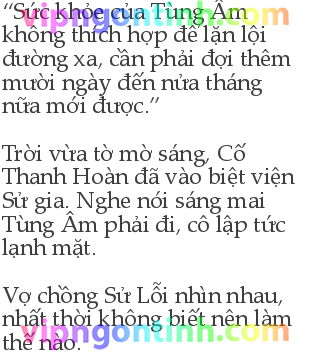 “Sức khỏe của Tùng Âm
vipngontinh.com
không thích hợp để lặn lội
đường xa, cần phải đợi thêm
mười ngày đến nửa tháng
nữa mới được.”
Trời vừa tờ mờ sáng, Cố
Thanh Hoàn đã vào biệt viện
Sử gia. Nghe nói sáng mai
Tùng Âm phải đi, cô lập tức
lạnh mặt.
Vợ chồng Sử Lỗi nhìn nhau,
nhất thời không biết nên làm
vipngontinh.com
thế nào.